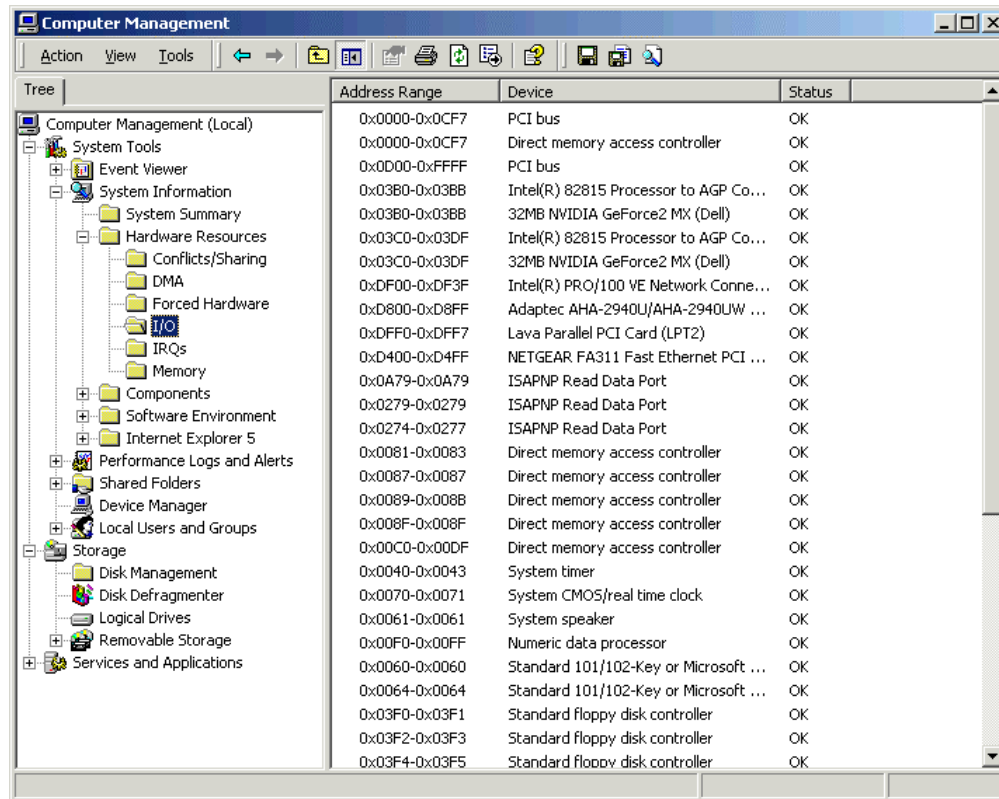 Computer Management
Action View Tools
Tree
Computer Management (Local)
System Tools
Event Viewer
System Information
System Summary
Hardware Resources
Conflicts/Sharing
DMA
Forced Hardware
I/O
IRQs
Memory
Components
Software Environment
Internet Explorer 5
Performance Logs and Alerts
Shared Folders
Device Manager
Local Users and Groups
Storage
Disk Management
Disk Defragmenter
Logical Drives
Removable Storage
Services and Applications
Address Range Device Status
0x0000-0x0CF7 PCI bus OK
0x0000-0x0CF7 Direct memory access controller OK
0x0D00-0xFFFF PCI bus OK
0x03B0-0x03BB Intel(R) 82815 Processor to AGP Co... OK
0x03B0-0x03BB 32MB NVIDIA GeForce2 MX (Dell) OK
0x03C0-0x03DF Intel(R) 82815 Processor to AGP Co... OK
0x03C0-0x03DF 32MB NVIDIA GeForce2 MX (Dell) OK
0xDF00-0xDF3F Intel(R) PRO/100 VE Network Conne... OK
0xD800-0xD8FF Adaptec AHA-2940U/AHA-2940UW ... OK
0xDFF0-0xDFF7 Lava Parallel PCI Card (LPT2) OK
0xD400-0xD4FF NETGEAR FA311 Fast Ethernet PCI ... OK
0x0A79-0x0A79 ISAPNP Read Data Port OK
0x0279-0x0279 ISAPNP Read Data Port OK
0x0274-0x0277 ISAPNP Read Data Port OK
0x0081-0x0083 Direct memory access controller OK
0x0087-0x0087 Direct memory access controller OK
0x0089-0x008B Direct memory access controller OK
0x008F-0x008F Direct memory access controller OK
0x00C0-0x00DF Direct memory access controller OK
0x0040-0x0043 System timer OK
0x0070-0x0071 System CMOS/real time clock OK
0x0061-0x0061 System speaker OK
0x00F0-0x00FF Numeric data processor OK
0x0060-0x0060 Standard 101/102-Key or Microsoft ... OK
0x0064-0x0064 Standard 101/102-Key or Microsoft ... OK
0x03F0-0x03F1 Standard floppy disk controller OK
0x03F2-0x03F3 Standard floppy disk controller OK
0x03F4-0x03F5 Standard floppy disk controller OK